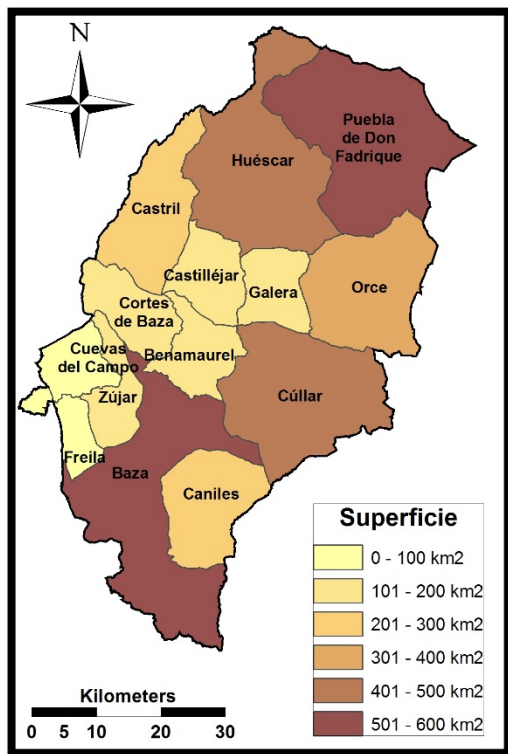 N
Puebla
de Don
Fadrique
Huéscar
Castril
Castilléjar
Galera
Orce
Cortes
de Baza
Cuevas
del Campo
Benamaurel
Zújar
Cúllar
Freila
Baza
Caniles
Superficie
0 - 100 km2
101 - 200 km2
201 - 300 km2
301 - 400 km2
401 - 500 km2
501 - 600 km2
Kilometers
0 5 10 20 30